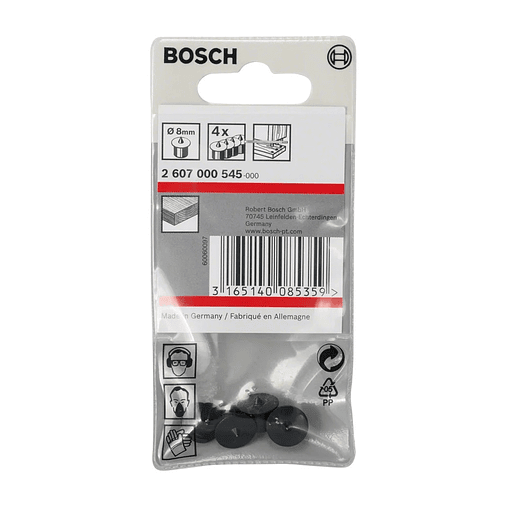 BOSCH
Ø 8mm
4x
2 607 000 545-000
Robert Bosch GmbH
70745 Leinfelden Echterdingen
Germany
www.bosch-pt.com
60060097
3 165140 085359 >
Made in Germany / Fabriqué en Allemagne
05
PP